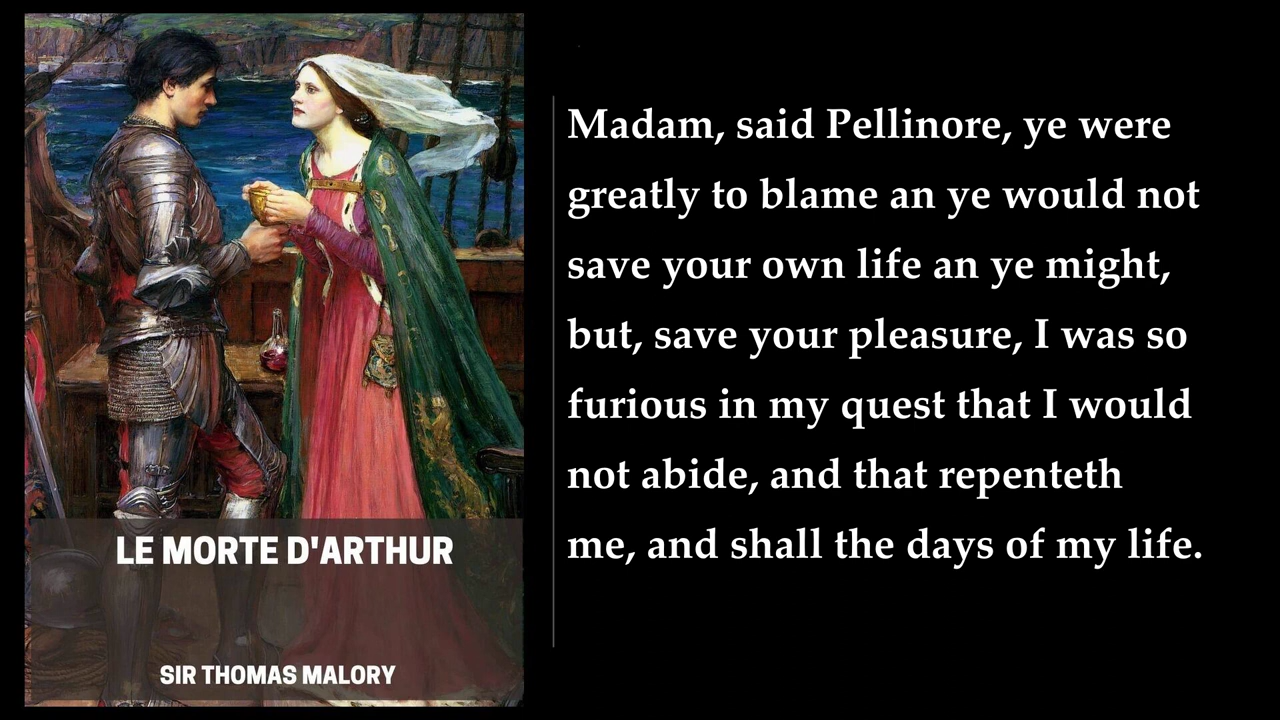 LE MORTE D'ARTHUR
SIR THOMAS MALORY
Madam, said Pellinore, ye were
greatly to blame an ye would not
save your own life an ye might,
but, save your pleasure, I was so
furious in my quest that I would
not abide, and that repenteth
me, and shall the days of my life.